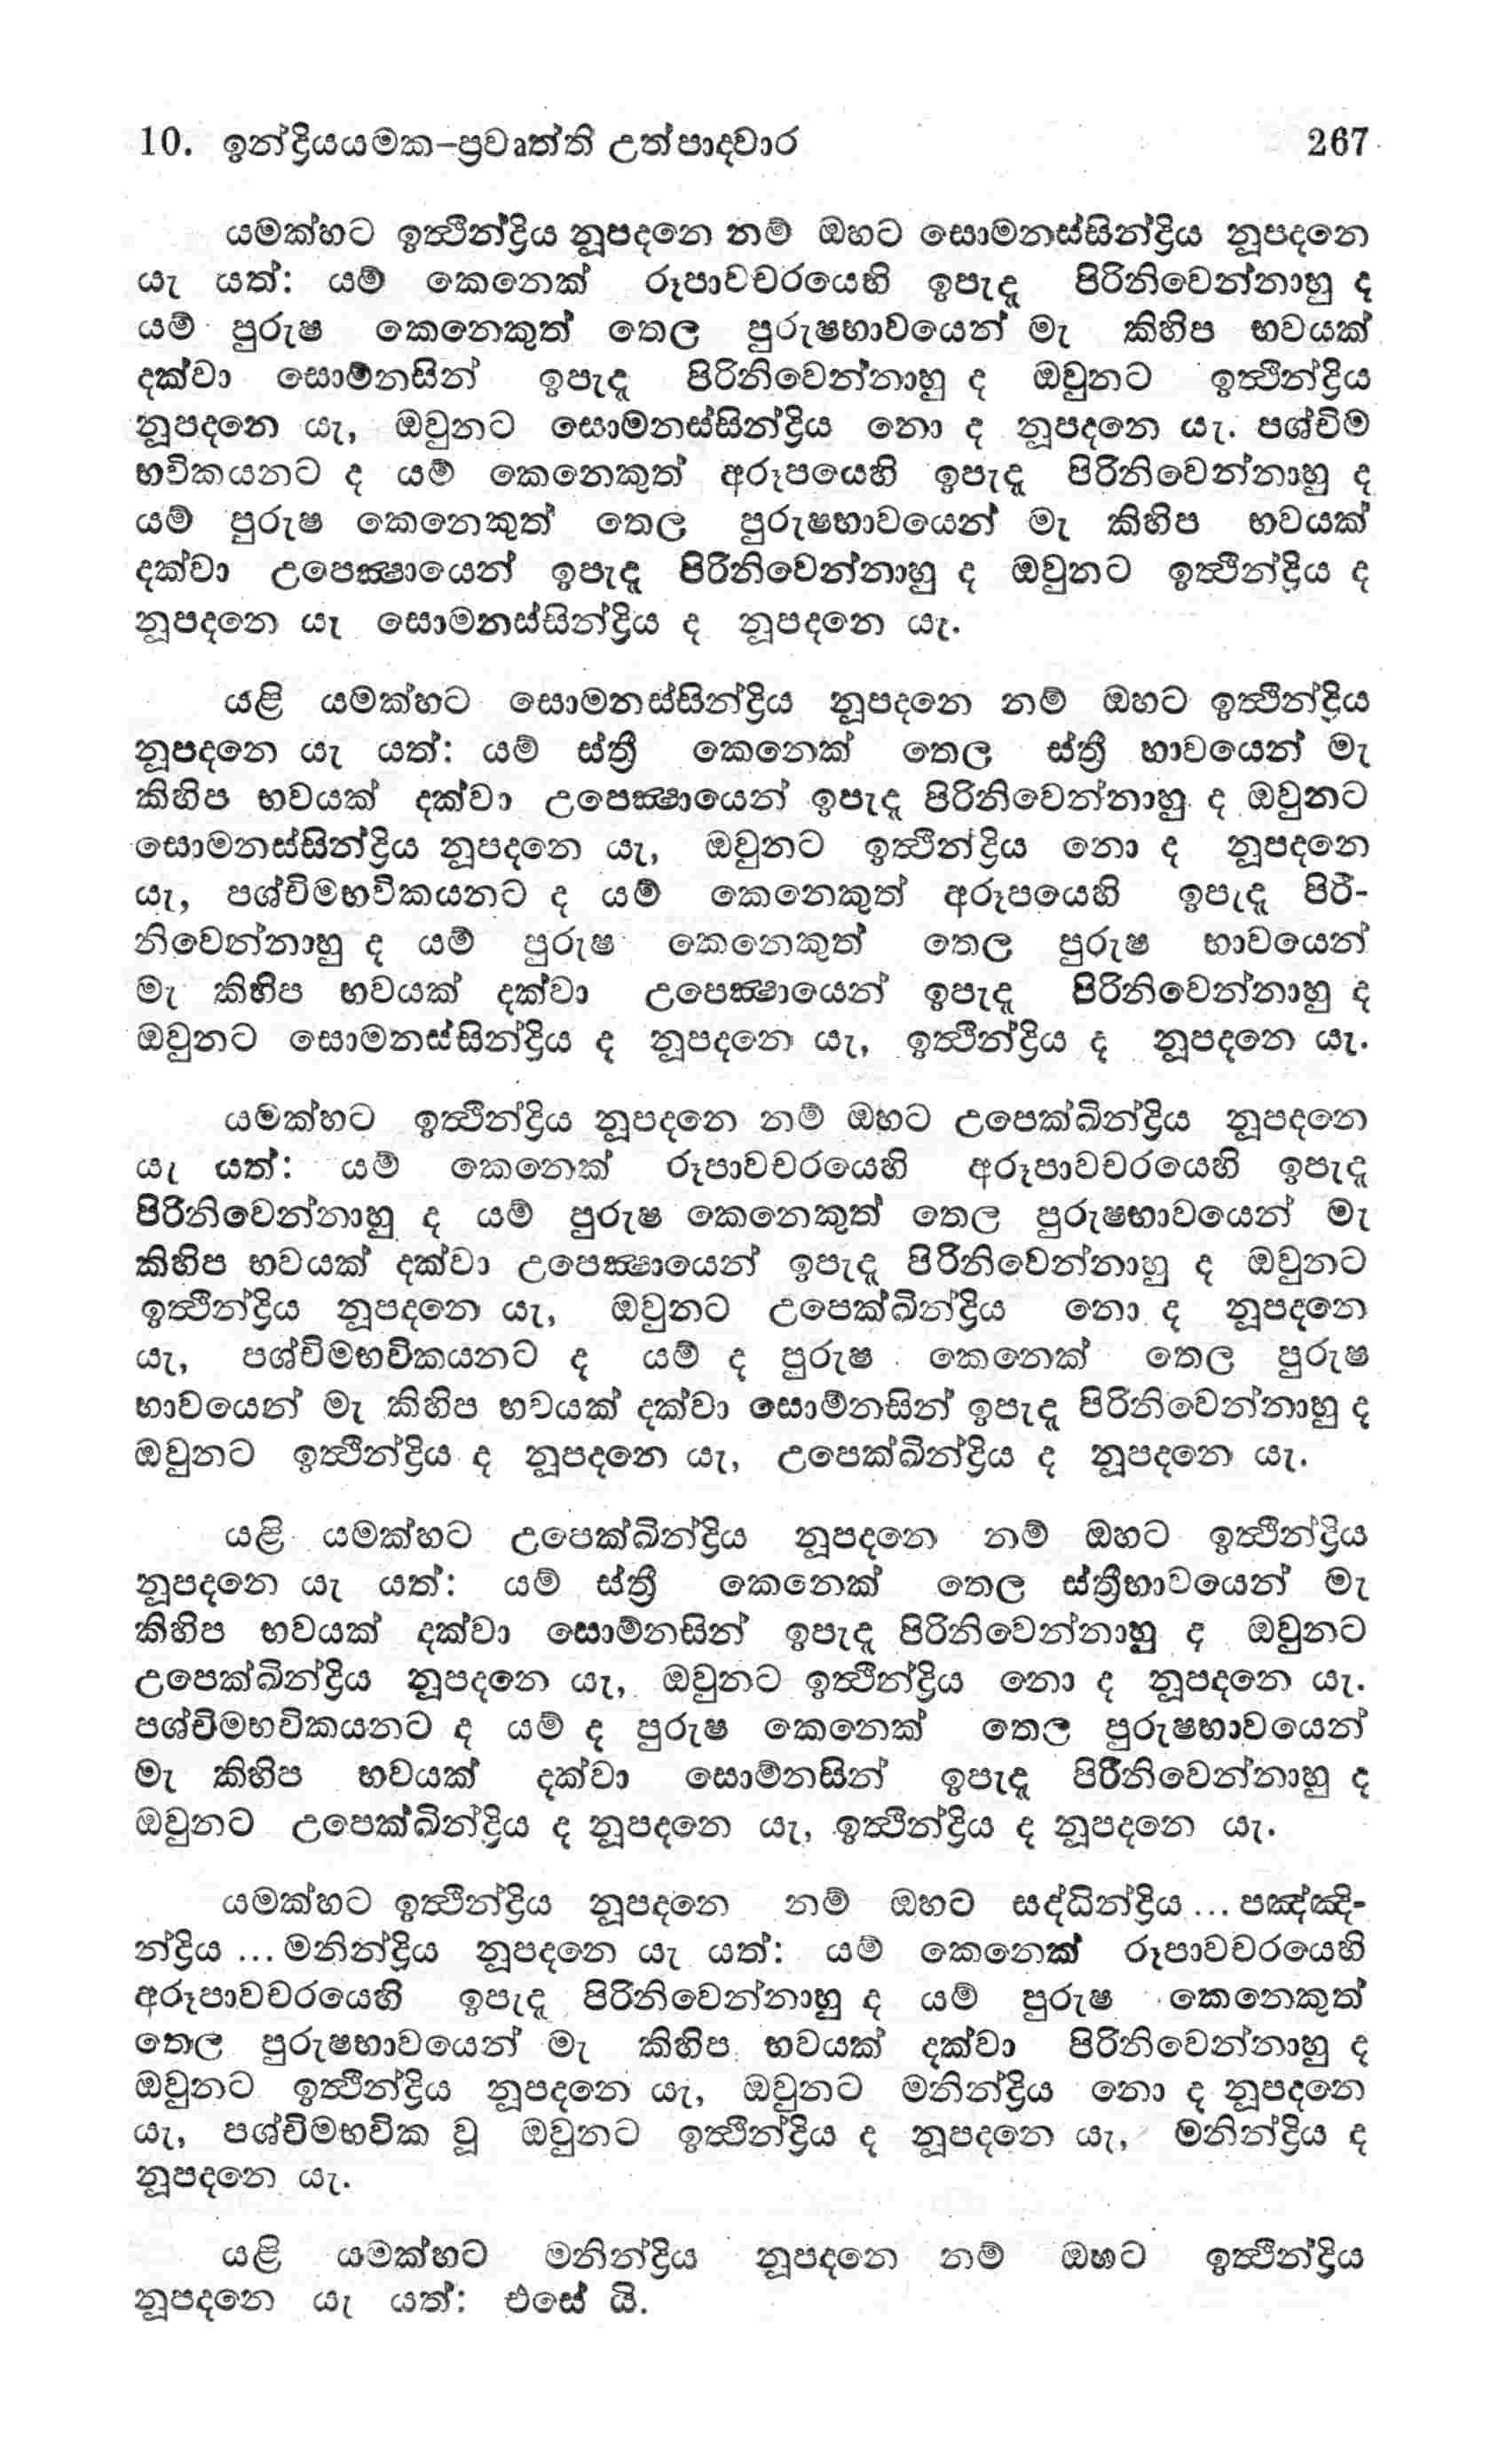 10. ඉන්ද්‍රියයමක-ප්‍රවෘත්ති උත්පාදවාර 267
යමක්හට ඉත්‍ථින්ද්‍රිය නූපදනෙ නම් ඔහට සොමනස්සින්ද්‍රිය නූපදනෙ
යැ යත්: යම් කෙනෙක් රූපාවචරයෙහි ඉපැදැ පිරිනිවෙන්නාහු ද
යම් පුරුෂ කෙනෙකුත් තෙල පුරුෂභාවයෙන් මැ කිහිප භවයක්
දක්වා සොම්නසින් ඉපැදැ පිරිනිවෙන්නාහු ද ඔවුනට ඉත්‍ථින්ද්‍රිය
නූපදනෙ යැ, ඔවුනට සොමනස්සින්ද්‍රිය නො ද නූපදනෙ යැ. පශ්චිම
භවිකයනට ද යම් කෙනෙකුත් අරූපයෙහි ඉපැදැ පිරිනිවෙන්නාහු ද
යම් පුරුෂ කෙනෙකුත් තෙල පුරුෂභාවයෙන් මැ කිහිප භවයක්
දක්වා උපෙක්‍ෂායෙන් ඉපැදැ පිරිනිවෙන්නාහු ද ඔවුනට ඉත්‍ථින්ද්‍රිය ද
නූපදනෙ යැ සොමනස්සින්ද්‍රිය ද නූපදනෙ යැ.
යළි යමක්හට සොමනස්සින්ද්‍රිය නූපදනෙ නම් ඔහට ඉත්‍ථින්ද්‍රිය
නූපදනෙ යැ යත්: යම් ස්ත්‍රී කෙනෙක් තෙල ස්ත්‍රී භාවයෙන් මැ
කිහිප භවයක් දක්වා උපෙක්‍ෂායෙන් ඉපැදැ පිරිනිවෙන්නාහු ද ඔවුනට
සොමනස්සින්ද්‍රිය නූපදනෙ යැ, ඔවුනට ඉත්‍ථින්ද්‍රිය නො ද නූපදනෙ
යැ, පශ්චිමභවිකයනට ද යම් කෙනෙකුත් අරූපයෙහි ඉපැදැ පිරි-
නිවෙන්නාහු ද යම් පුරුෂ කෙනෙකුත් තෙල පුරුෂ භාවයෙන්
මැ කිහිප භවයක් දක්වා උපෙක්‍ෂායෙන් ඉපැදැ පිරිනිවෙන්නාහු ද
ඔවුනට සොමනස්සින්ද්‍රිය ද නූපදනෙ යැ, ඉත්‍ථින්ද්‍රිය ද නූපදනෙ යැ.
යමක්හට ඉත්‍ථින්ද්‍රිය නූපදනෙ නම් ඔහට උපෙක්ඛින්ද්‍රිය නූපදනෙ
යැ යත්: යම් කෙනෙක් රූපාවචරයෙහි අරූපාවචරයෙහි ඉපැදැ
පිරිනිවෙන්නාහු ද යම් පුරුෂ කෙනෙකුත් තෙල පුරුෂභාවයෙන් මැ
කිහිප භවයක් දක්වා උපෙක්‍ෂායෙන් ඉපැදැ පිරිනිවෙන්නාහු ද ඔවුනට
ඉත්‍ථින්ද්‍රිය නූපදනෙ යැ, ඔවුනට උපෙක්ඛින්ද්‍රිය නො ද නූපදනෙ
යැ, පශ්චිමභවිකයනට ද යම් ද පුරුෂ කෙනෙක් තෙල පුරුෂ
භාවයෙන් මැ කිහිප භවයක් දක්වා සොම්නසින් ඉපැදැ පිරිනිවෙන්නාහු ද
ඔවුනට ඉත්‍ථින්ද්‍රිය ද නූපදනෙ යැ, උපෙක්ඛින්ද්‍රිය ද නූපදනෙ යැ.
යළි යමක්හට උපෙක්ඛින්ද්‍රිය නූපදනෙ නම් ඔහට ඉත්‍ථින්ද්‍රිය
නූපදනෙ යැ යත්: යම් ස්ත්‍රී කෙනෙක් තෙල ස්ත්‍රීභාවයෙන් මැ
කිහිප භවයක් දක්වා සොම්නසින් ඉපැදැ පිරිනිවෙන්නාහු ද ඔවුනට
උපෙක්ඛින්ද්‍රිය නූපදනෙ යැ, ඔවුනට ඉත්‍ථින්ද්‍රිය නො ද නූපදනෙ යැ.
පශ්චිමභවිකයනට ද යම් ද පුරුෂ කෙනෙක් තෙල පුරුෂභාවයෙන්
මැ කිහිප භවයක් දක්වා සොම්නසින් ඉපැදැ පිරිනිවෙන්නාහු ද
ඔවුනට උපෙක්ඛින්ද්‍රිය ද නූපදනෙ යැ, ඉත්‍ථින්ද්‍රිය ද නූපදනෙ යැ.
යමක්හට ඉත්‍ථින්ද්‍රිය නූපදනෙ නම් ඔහට සද්ධින්ද්‍රිය ... පඤ්ඤි-
න්ද්‍රිය ... මනින්ද්‍රිය නූපදනෙ යැ යත්: යම් කෙනෙක් රූපාවචරයෙහි
අරූපාවචරයෙහි ඉපැදැ පිරිනිවෙන්නාහු ද යම් පුරුෂ කෙනෙකුත්
තෙල පුරුෂභාවයෙන් මැ කිහිප භවයක් දක්වා පිරිනිවෙන්නාහු ද
ඔවුනට ඉත්‍ථින්ද්‍රිය නූපදනෙ යැ, ඔවුනට මනින්ද්‍රිය නො ද නූපදනෙ
යැ, පශ්චිමභවික වූ ඔවුනට ඉත්‍ථින්ද්‍රිය ද නූපදනෙ යැ, මනින්ද්‍රිය ද
නූපදනෙ යැ.
යළි යමක්හට මනින්ද්‍රිය නූපදනෙ නම් ඔහට ඉත්‍ථින්ද්‍රිය
නූපදනෙ යැ යත්: එසේ යි.